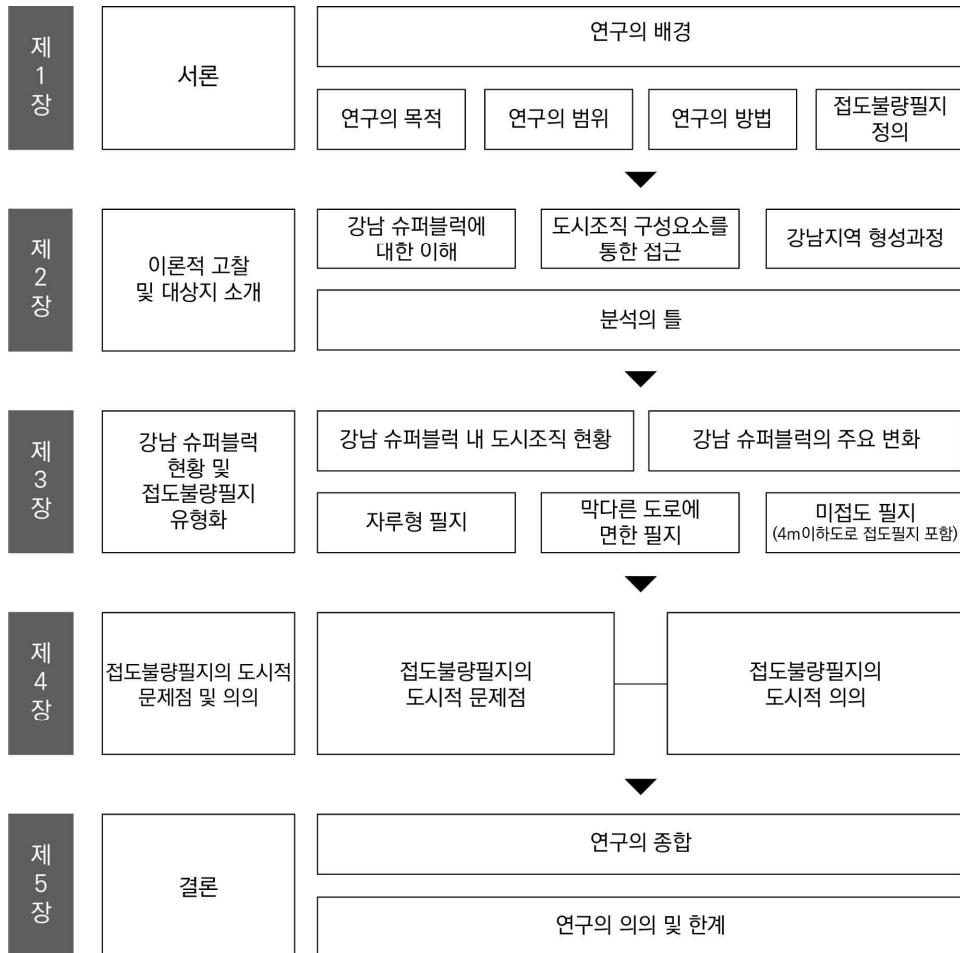 제
1
장
서론
연구의 배경
연구의 목적
연구의 범위
연구의 방법
접도불량필지
정의
제
2
장
이론적 고찰
및 대상지 소개
강남 슈퍼블럭에
대한 이해
도시조직 구성요소를
통한 접근
강남지역 형성과정
분석의 틀
제
3
장
강남 슈퍼블럭
현황 및
접도불량필지
유형화
강남 슈퍼블럭 내 도시조직 현황
강남 슈퍼블럭의 주요 변화
자루형 필지
막다른 도로에
면한 필지
미접도 필지
(4m이하도로 접도필지 포함)
제
4
장
접도불량필지의 도시적
문제점 및 의의
접도불량필지의
도시적 문제점
접도불량필지의
도시적 의의
제
5
장
결론
연구의 종합
연구의 의의 및 한계